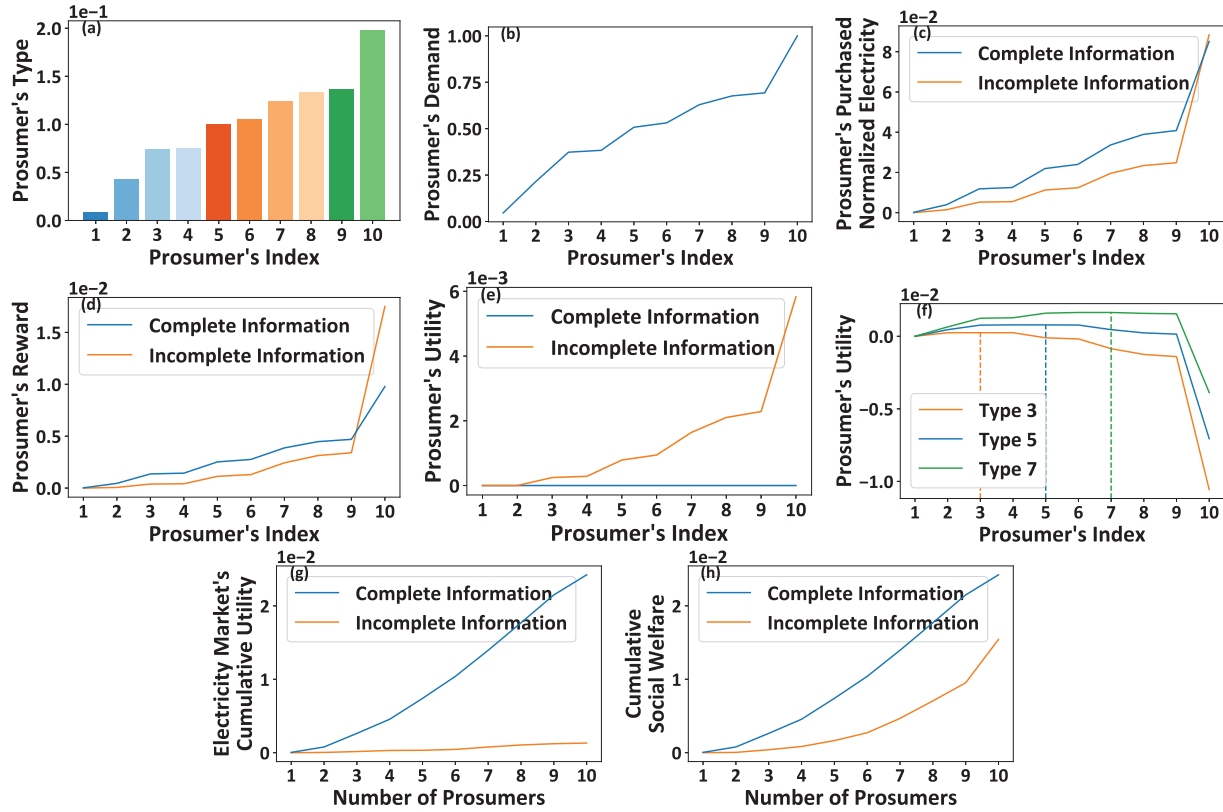 1e−1
(a)
2.0
1.5
1.0
0.5
0.0
1 2 3 4 5 6 7 8 9 10
Prosumer's Type
Prosumer's Index
(b)
1.00
0.75
0.50
0.25
0.00
1 2 3 4 5 6 7 8 9 10
Prosumer's Demand
Prosumer's Index
1e−2
(c)
Complete Information
Incomplete Information
8
6
4
2
0
1 2 3 4 5 6 7 8 9 10
Prosumer's Purchased
Normalized Electricity
Prosumer's Index
1e−2
(d)
Complete Information
Incomplete Information
1.5
1.0
0.5
0.0
1 2 3 4 5 6 7 8 9 10
Prosumer's Reward
Prosumer's Index
1e−3
(e)
Complete Information
Incomplete Information
6
4
2
0
1 2 3 4 5 6 7 8 9 10
Prosumer's Utility
Prosumer's Index
1e−2
(f)
0.0
−0.5
−1.0
Type 3
Type 5
Type 7
1 2 3 4 5 6 7 8 9 10
Prosumer's Utility
Prosumer's Index
1e−2
(g)
Complete Information
Incomplete Information
2
1
0
1 2 3 4 5 6 7 8 9 10
Electricity Market's
Cumulative Utility
Number of Prosumers
1e−2
(h)
Complete Information
Incomplete Information
2
1
0
1 2 3 4 5 6 7 8 9 10
Cumulative
Social Welfare
Number of Prosumers